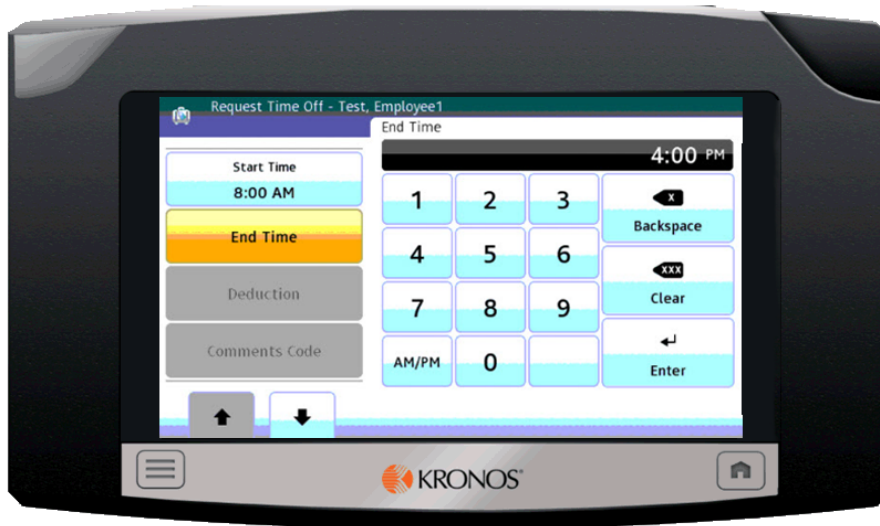 Request Time Off - Test, Employee1
End Time
4:00 PM
Start Time
8:00 AM
End Time
Deduction
Comments Code
1 2 3
X
Backspace
4 5 6
XXX
Clear
7 8 9
AM/PM 0
Enter
KRONOS®